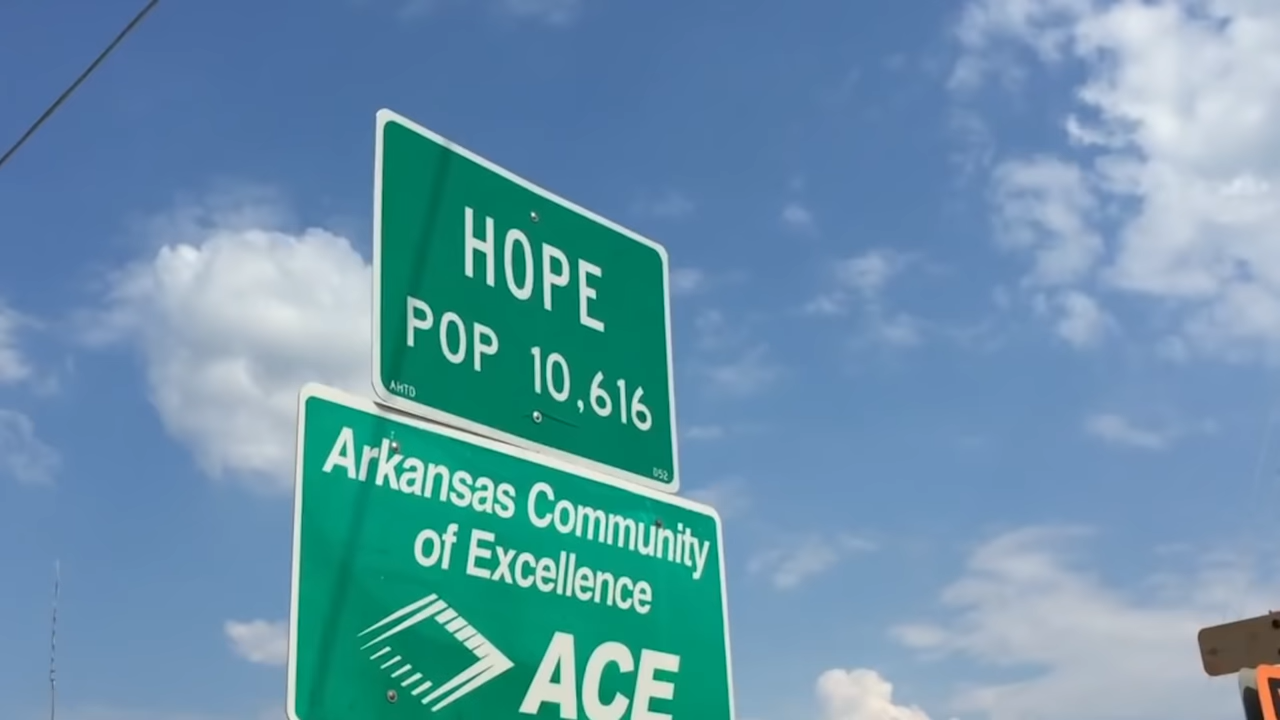 HOPE
POP 10,616
AHTD
D52
Arkansas Community
of Excellence
ACE